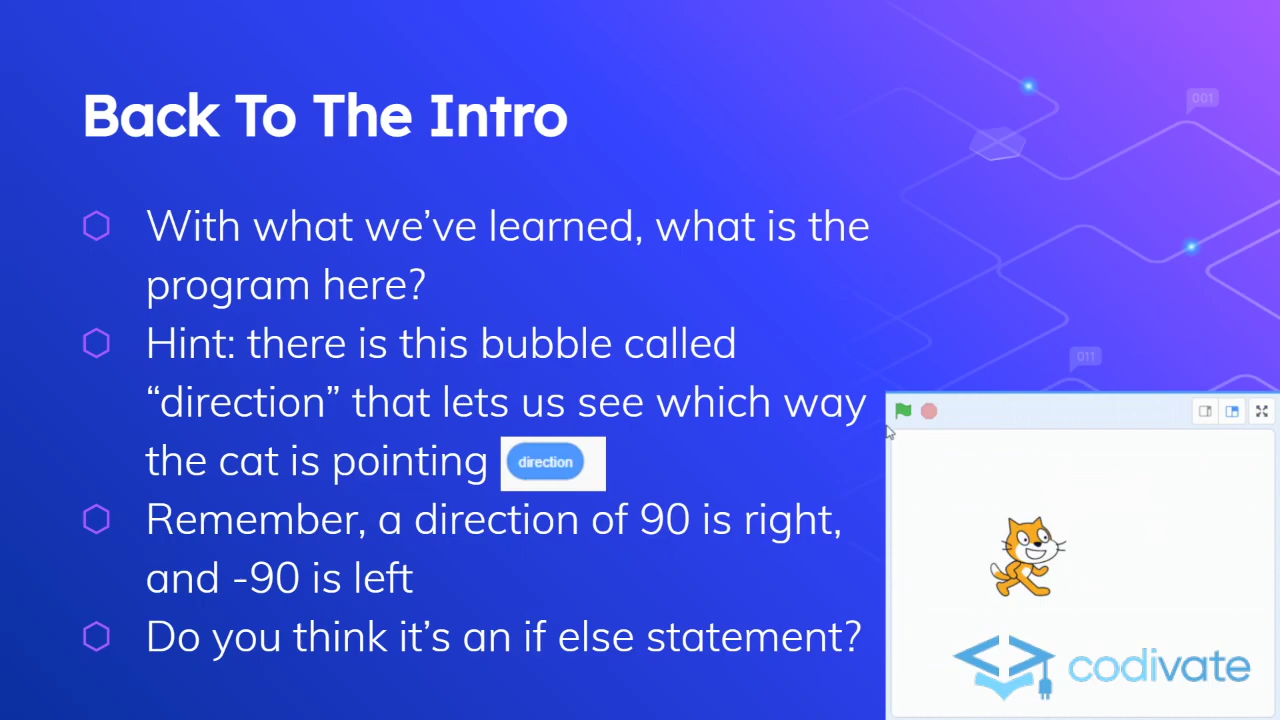 Back To The Intro
001
With what we’ve learned, what is the
program here?
Hint: there is this bubble called
“direction” that lets us see which way
the cat is pointing direction
011
Remember, a direction of 90 is right,
and -90 is left
Do you think it’s an if else statement?
codivate